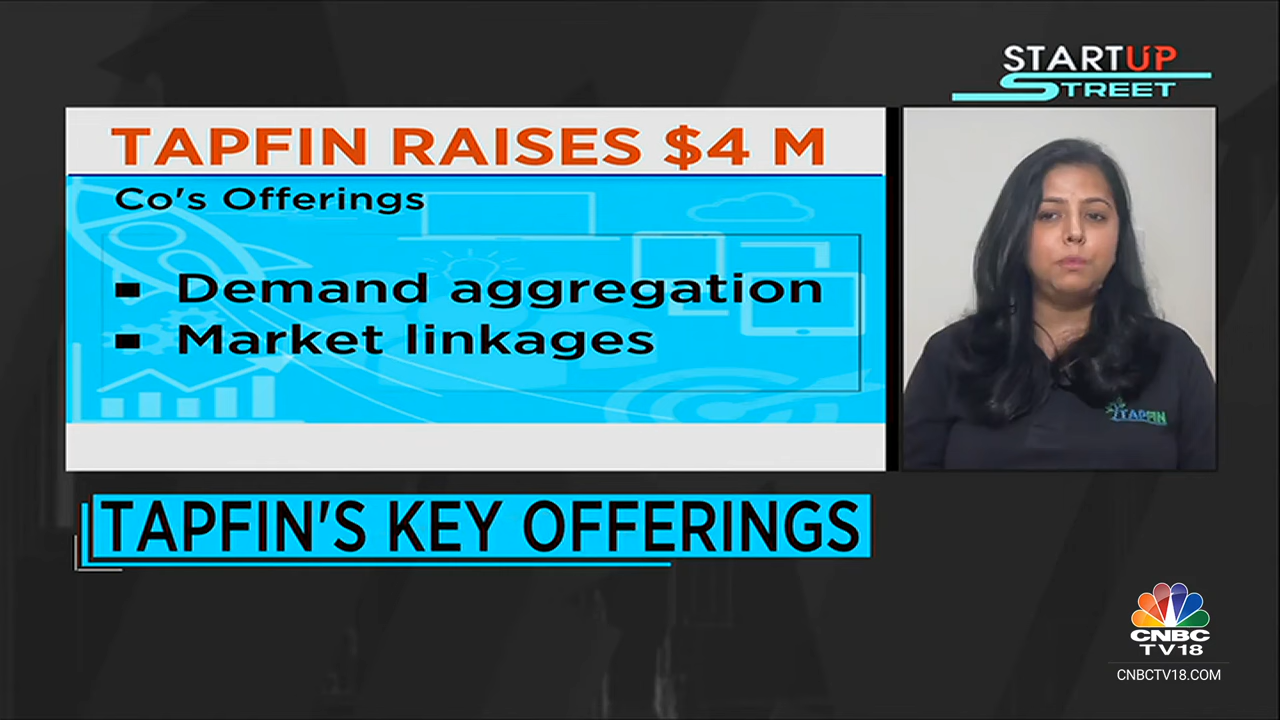 STARTUP
STREET
TAPFIN RAISES $4 M
Co's Offerings
▪ Demand aggregation
▪ Market linkages
TAPFIN
TAPFIN'S KEY OFFERINGS
CNBC
TV18
CNBCTV18.COM